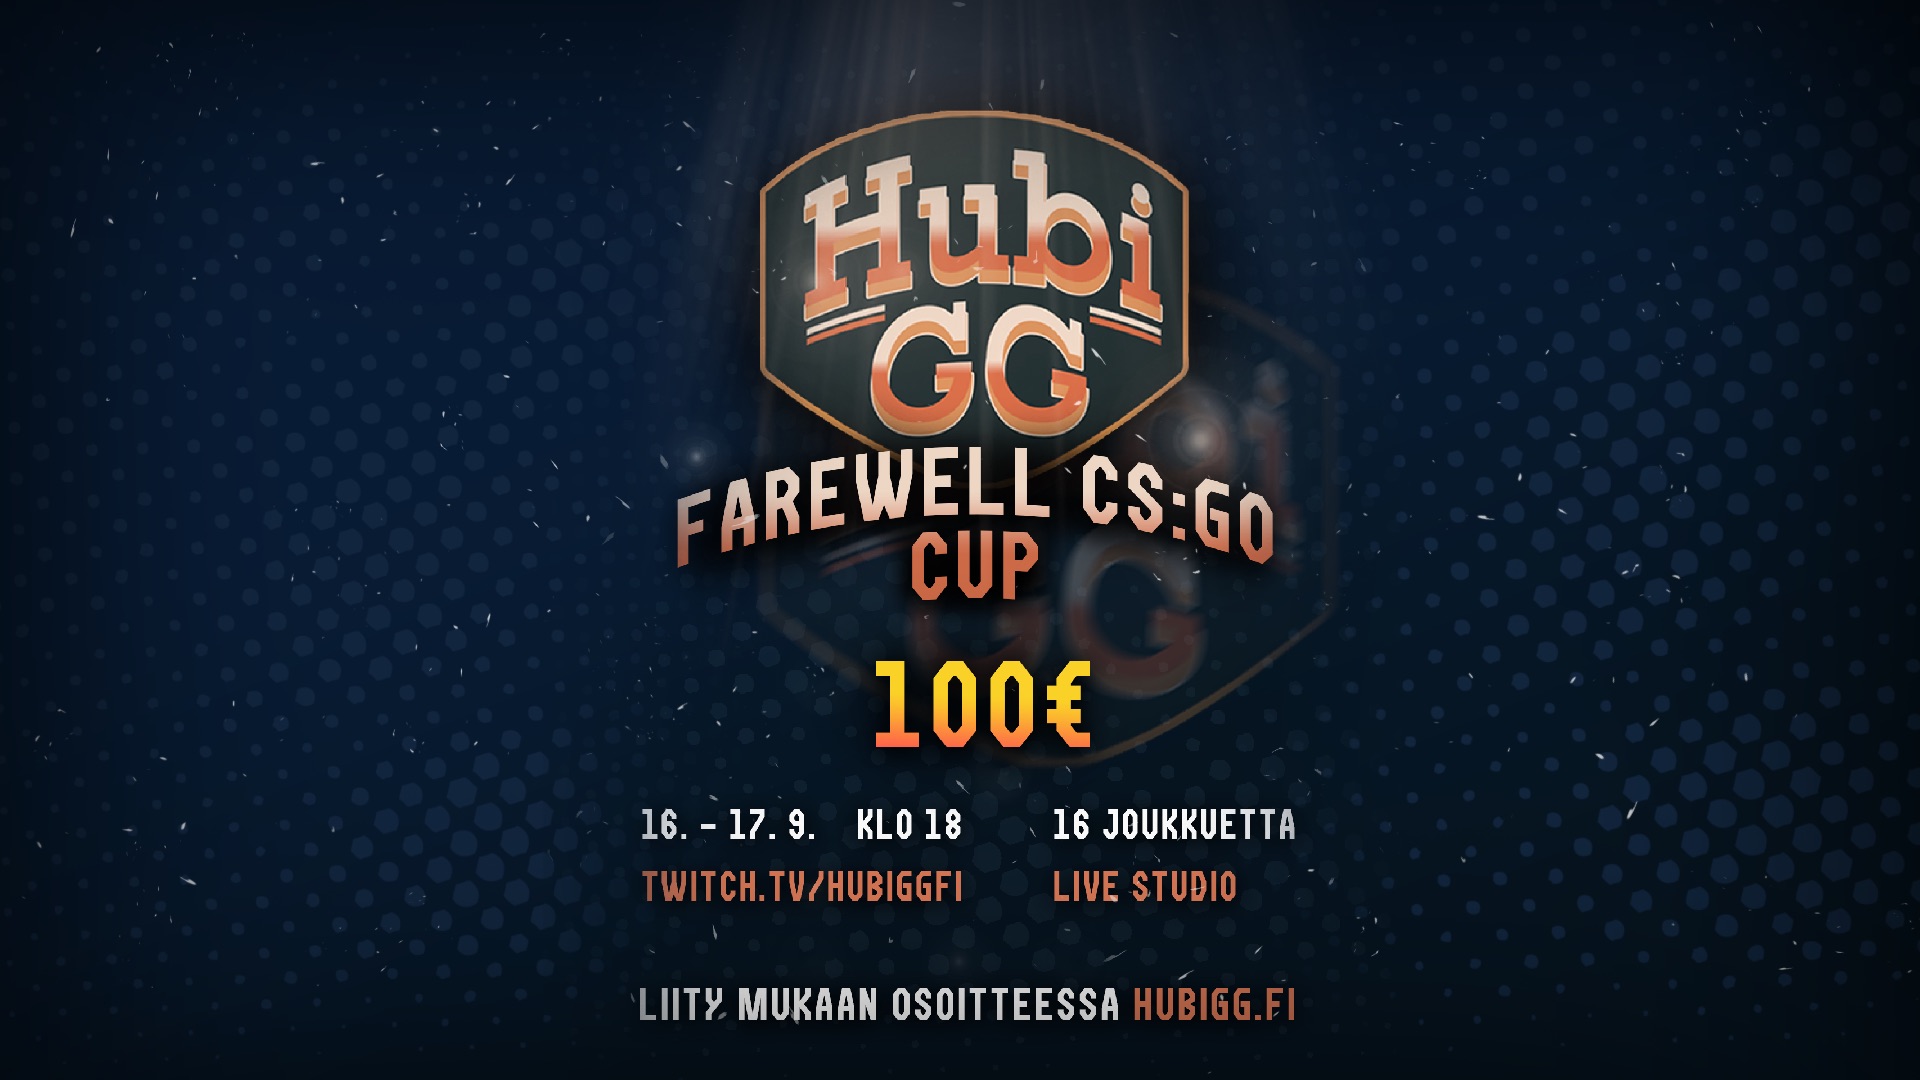 Hubi
GG
FAREWELL CS:GO
CUP
100€
16. - 17. 9. KLO 18
16 JOUKKUETTA
TWITCH.TV/HUBIGGFI
LIVE STUDIO
LIITY MUKAAN OSOITTEESSA HUBIGG.FI